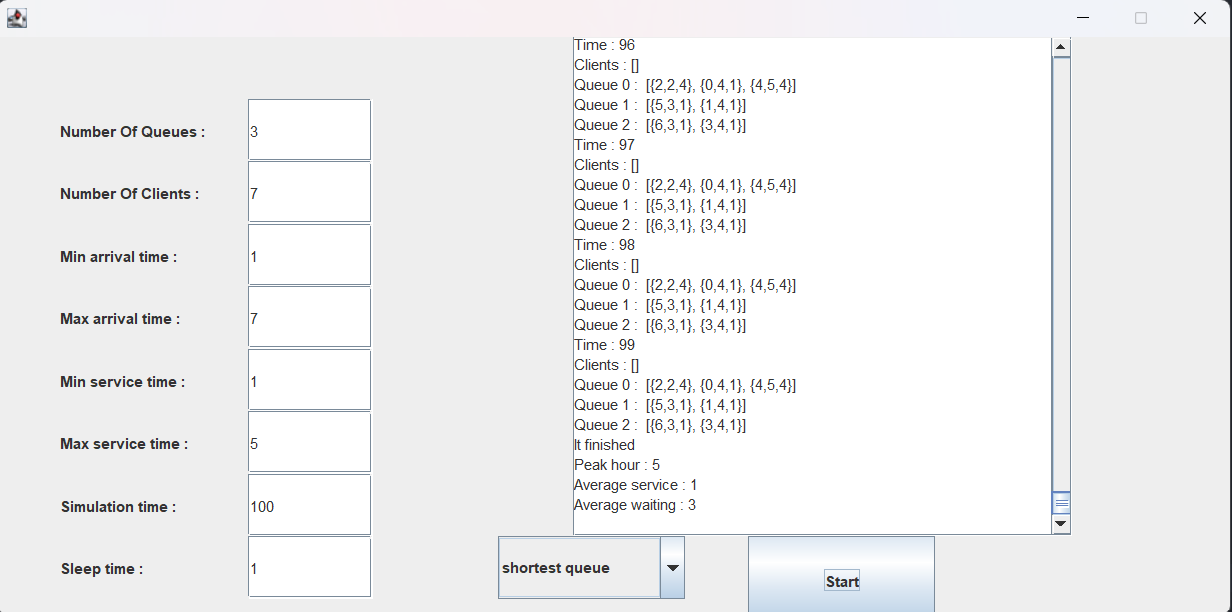 Number Of Queues :
3
Number Of Clients :
7
Min arrival time :
1
Max arrival time :
7
Min service time :
1
Max service time :
5
Simulation time :
100
Sleep time :
1
Time : 96
Clients : []
Queue 0 : [{2,2,4}, {0,4,1}, {4,5,4}]
Queue 1 : [{5,3,1}, {1,4,1}]
Queue 2 : [{6,3,1}, {3,4,1}]
Time : 97
Clients : []
Queue 0 : [{2,2,4}, {0,4,1}, {4,5,4}]
Queue 1 : [{5,3,1}, {1,4,1}]
Queue 2 : [{6,3,1}, {3,4,1}]
Time : 98
Clients : []
Queue 0 : [{2,2,4}, {0,4,1}, {4,5,4}]
Queue 1 : [{5,3,1}, {1,4,1}]
Queue 2 : [{6,3,1}, {3,4,1}]
Time : 99
Clients : []
Queue 0 : [{2,2,4}, {0,4,1}, {4,5,4}]
Queue 1 : [{5,3,1}, {1,4,1}]
Queue 2 : [{6,3,1}, {3,4,1}]
It finished
Peak hour : 5
Average service : 1
Average waiting : 3
shortest queue
Start